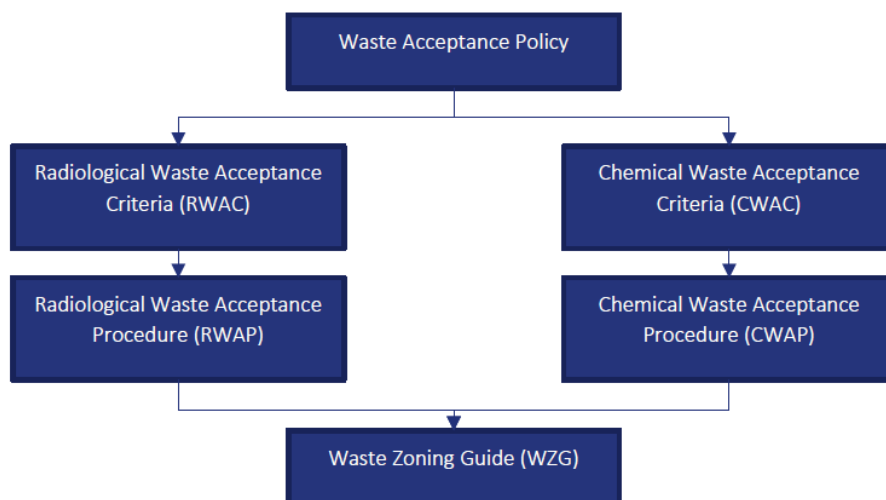 Waste Acceptance Policy
Radiological Waste Acceptance
Criteria (RWAC)
Chemical Waste Acceptance
Criteria (CWAC)
Radiological Waste Acceptance
Procedure (RWAP)
Chemical Waste Acceptance
Procedure (CWAP)
Waste Zoning Guide (WZG)